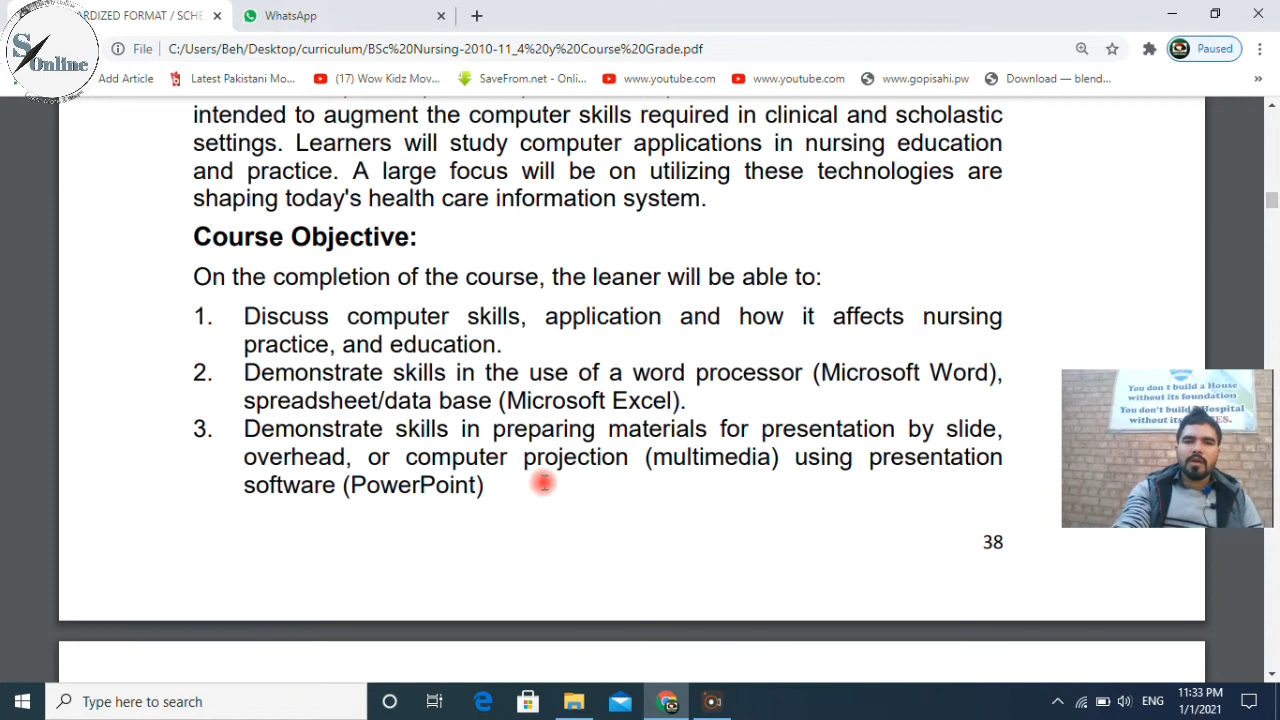 ARDIZED FORMAT / SCHE
WhatsApp
File
C:/Users/Beh/Desktop/curriculum/BSc%20Nursing-2010-11_4%20y%20Course%20Grade.pdf
Paused
Add Article
Latest Pakistani Mo...
(17) Wow Kidz Mov...
SaveFrom.net - Onli...
www.youtube.com
www.youtube.com
www.gopisahi.pw
Download — blend...
S
Online
intended to augment the computer skills required in clinical and scholastic
settings. Learners will study computer applications in nursing education
and practice. A large focus will be on utilizing these technologies are
shaping today's health care information system.
Course Objective:
On the completion of the course, the leaner will be able to:
1. Discuss computer skills, application and how it affects nursing
practice, and education.
2. Demonstrate skills in the use of a word processor (Microsoft Word),
spreadsheet/data base (Microsoft Excel).
3. Demonstrate skills in preparing materials for presentation by slide,
overhead, or computer projection (multimedia) using presentation
software (PowerPoint)
38
You don t build a House
without its foundation
You don't build a Hospital
without its
Type here to search
ENG
11:33 PM
1/1/2021